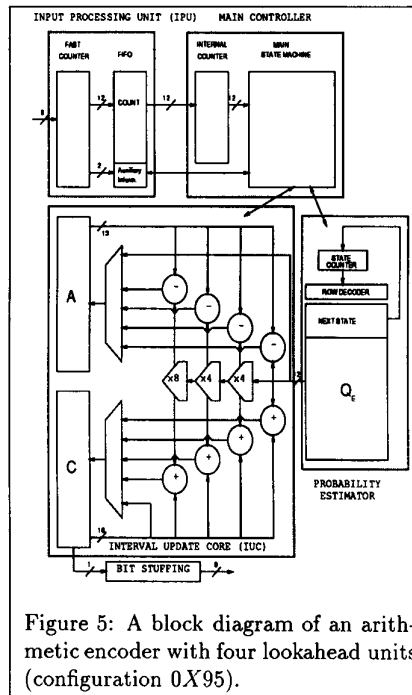 INPUT PROCESSING UNIT (IPU) MAIN CONTROLLER
FAST
COUNTER
FIFO
INTERNAL
COUNTER
MAIN
STATE MACHINE
8
12
COUNT
12
12
2
Auxiliary
Inform.
13
A
-
-
-
-
STATE
COUNTER
ROW DECODER
NEXT STATE
x8
x4
x4
Q
E
C
+
+
+
+
16
INTERVAL UPDATE CORE (IUC)
PROBABILITY
ESTIMATOR
1
BIT STUFFING
8
Figure 5: A block diagram of an arith-
metic encoder with four lookahead units
(configuration 0X95).